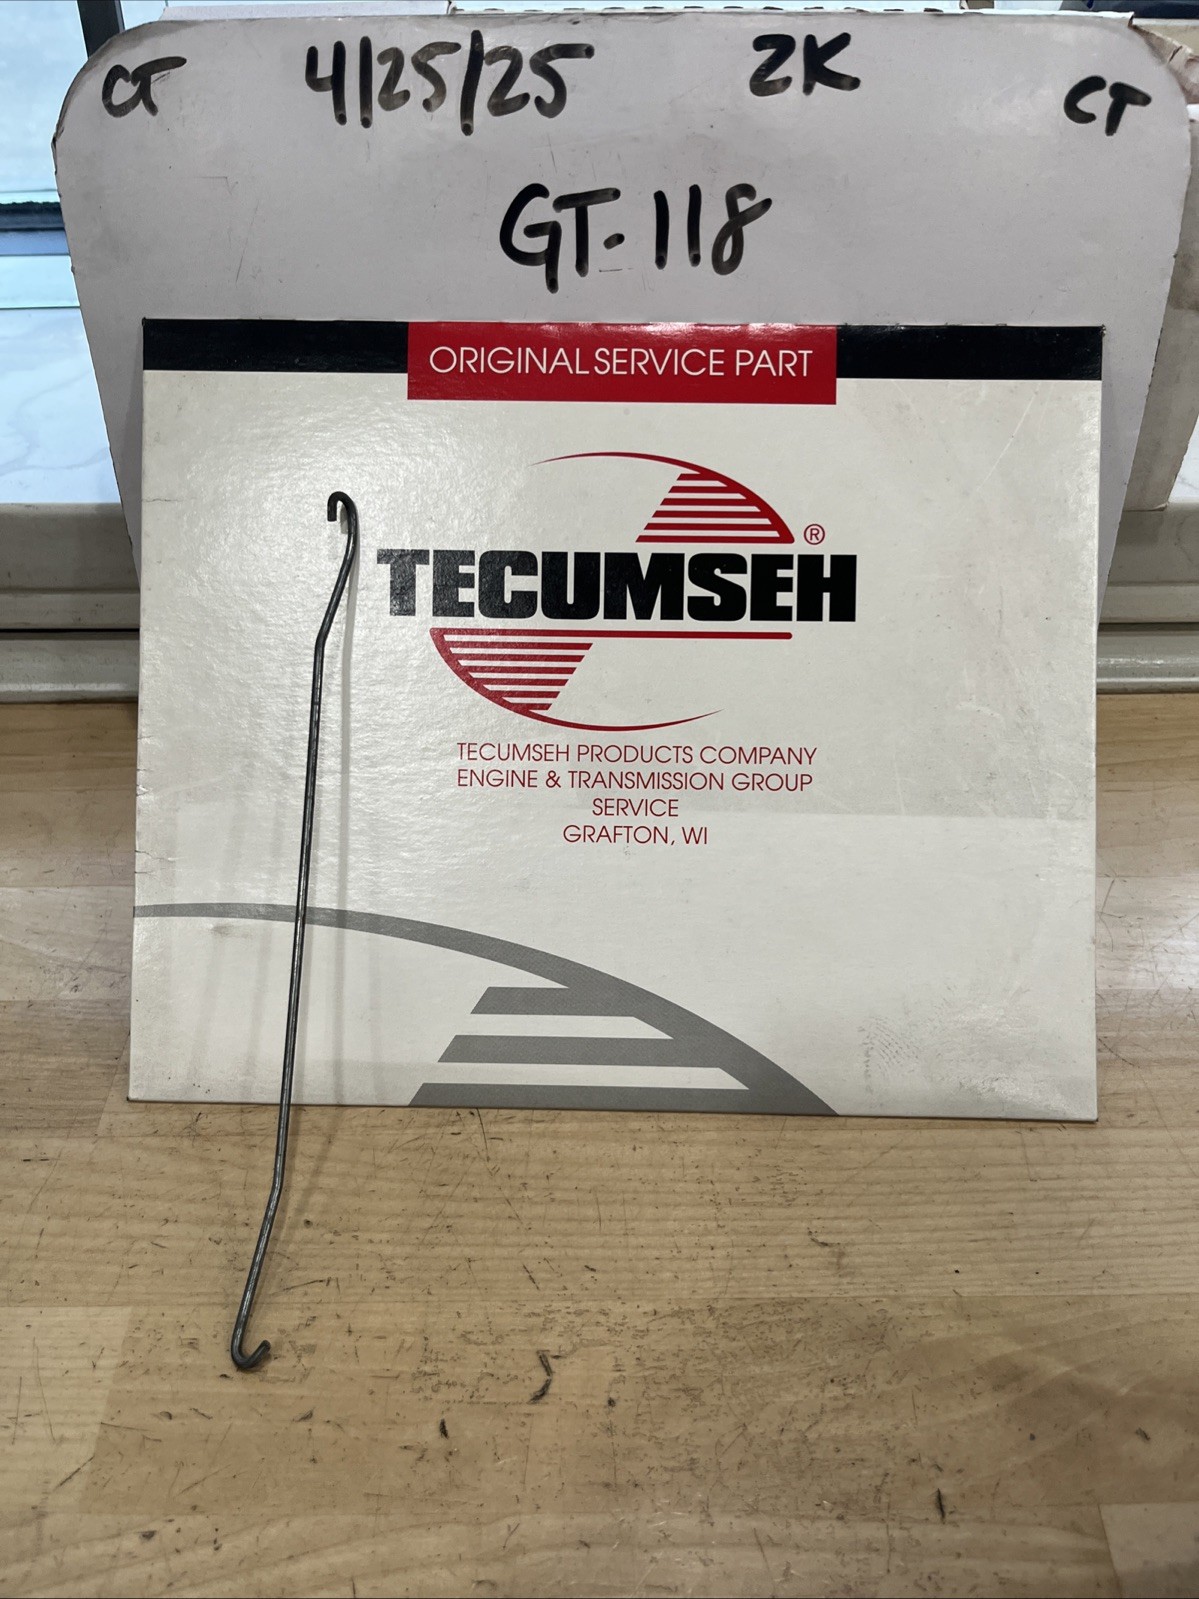 CT 4/25/25 2K CT
GT-118
ORIGINAL SERVICE PART
TECUMSEH®
TECUMSEH PRODUCTS COMPANY
ENGINE & TRANSMISSION GROUP
SERVICE
GRAFTON, WI